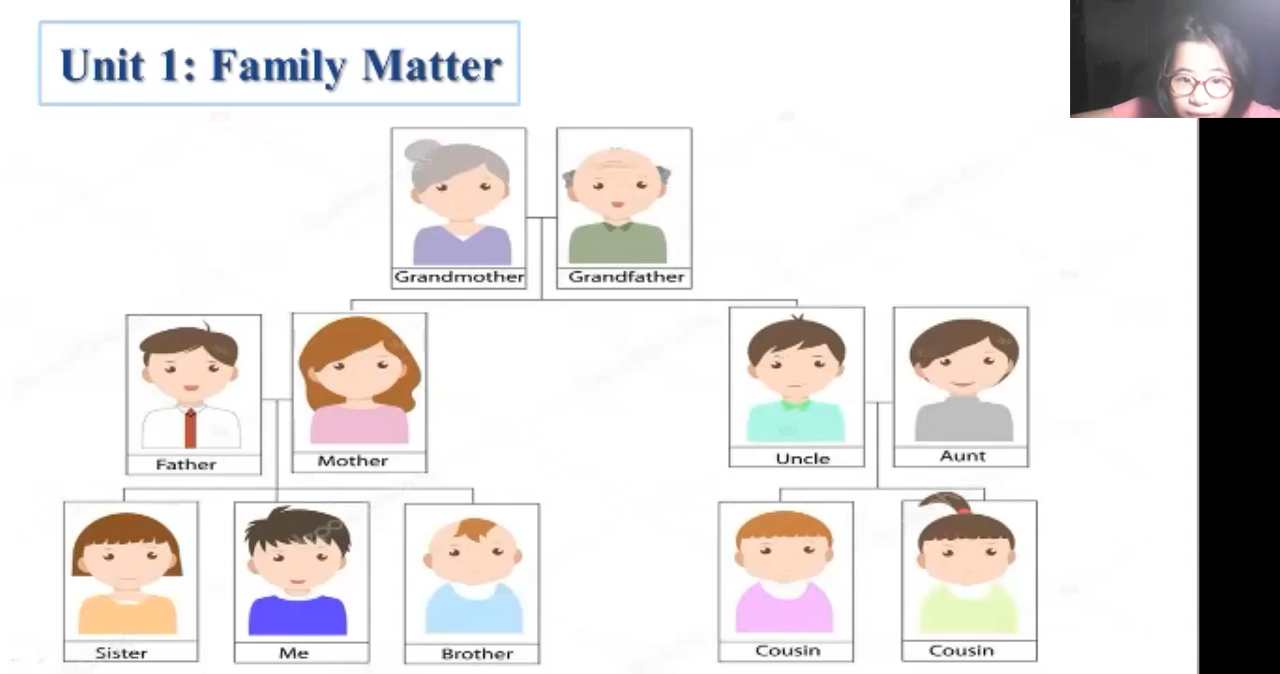 Unit 1: Family Matter
Grandmother
Grandfather
Father
Mother
Uncle
Aunt
Sister
Me
Brother
Cousin
Cousin